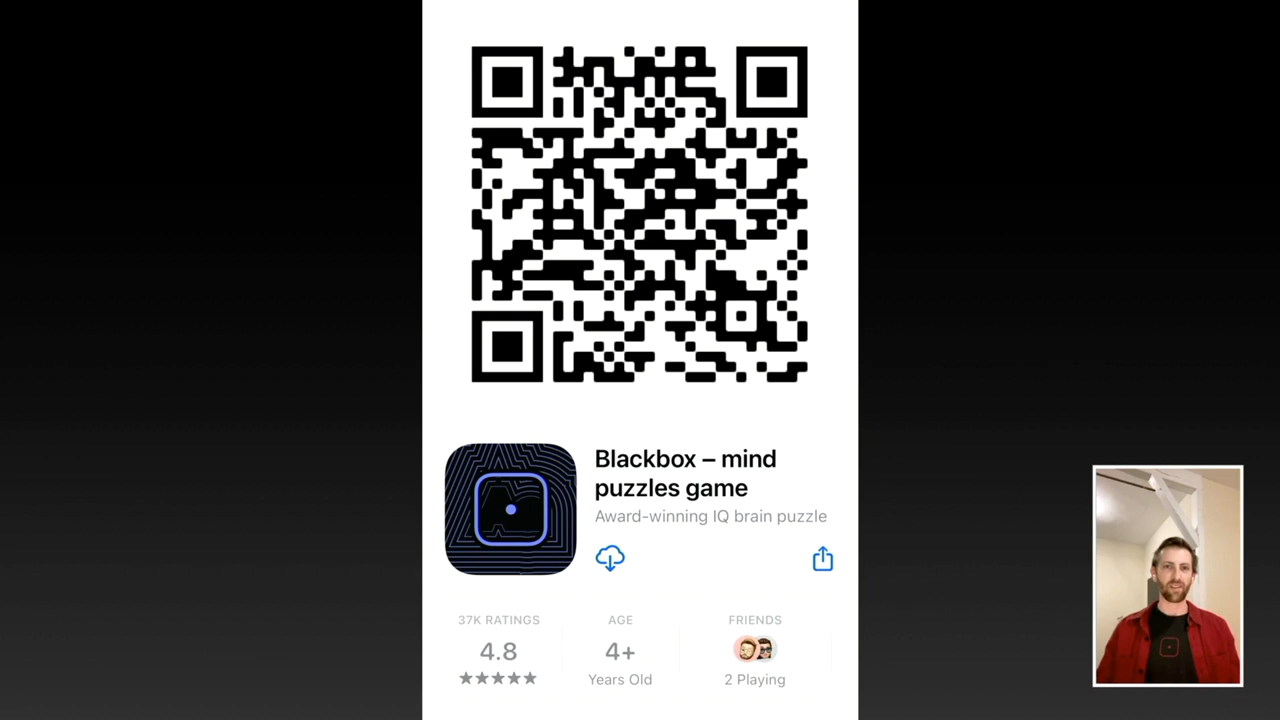 Blackbox – mind
puzzles game
Award-winning IQ brain puzzle
37K RATINGS
4.8
AGE
4+
Years Old
FRIENDS
2 Playing